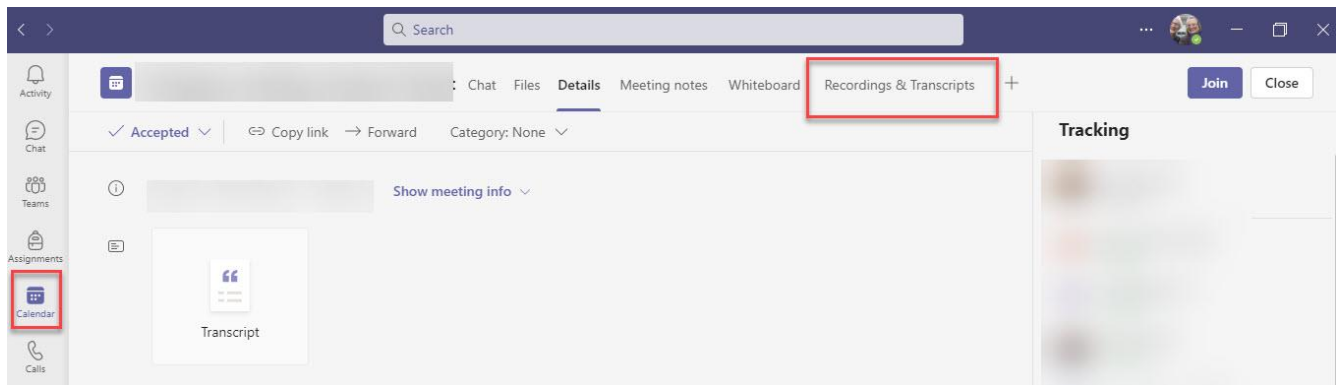 Search
Activity
Chat
Teams
Assignments
Calendar
Calls
: Chat Files Details Meeting notes Whiteboard Recordings & Transcripts
Join Close
Accepted Copy link Forward Category: None
Show meeting info
Transcript
Tracking